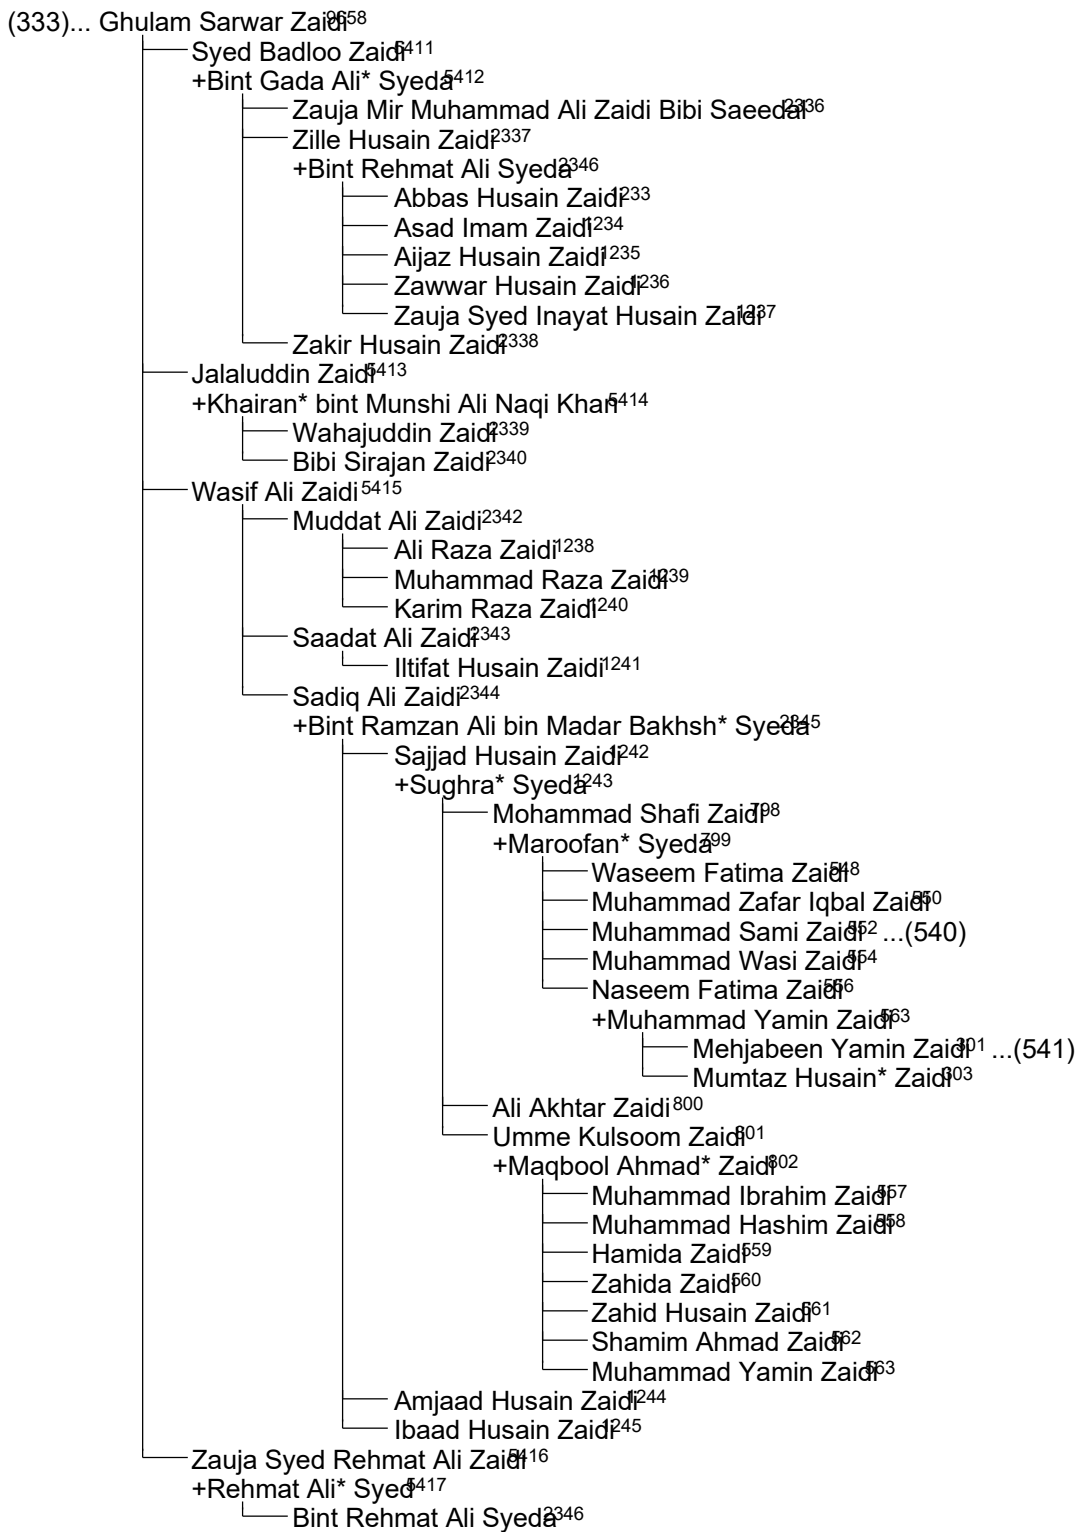 (333)... Ghulam Sarwar Zaidi9658
Syed Badloo Zaidi5411
+Bint Gada Ali* Syeda5412
Zauja Mir Muhammad Ali Zaidi Bibi Saeedal2336
Zille Husain Zaidi2337
+Bint Rehmat Ali Syeda2346
Abbas Husain Zaidi1233
Asad Imam Zaidi1234
Aijaz Husain Zaidi1235
Zawwar Husain Zaidi1236
Zauja Syed Inayat Husain Zaidi1237
Zakir Husain Zaidi2338
Jalaluddin Zaidi5413
+Khairan* bint Munshi Ali Naqi Khan5414
Wahajuddin Zaidi2339
Bibi Sirajan Zaidi2340
Wasif Ali Zaidi5415
Muddat Ali Zaidi2342
Ali Raza Zaidi1238
Muhammad Raza Zaidi1239
Karim Raza Zaidi1240
Saadat Ali Zaidi2343
Iltifat Husain Zaidi1241
Sadiq Ali Zaidi2344
+Bint Ramzan Ali bin Madar Bakhsh* Syeda2345
Sajjad Husain Zaidi1242
+Sughra* Syeda1243
Mohammad Shafi Zaidi798
+Maroofan* Syeda799
Waseem Fatima Zaidi548
Muhammad Zafar Iqbal Zaidi550
Muhammad Sami Zaidi552 ...(540)
Muhammad Wasi Zaidi554
Naseem Fatima Zaidi556
+Muhammad Yamin Zaidi563
Mehjabeen Yamin Zaidi301 ...(541)
Mumtaz Husain* Zaidi303
Ali Akhtar Zaidi800
Umme Kulsoom Zaidi801
+Maqbool Ahmad* Zaidi802
Muhammad Ibrahim Zaidi557
Muhammad Hashim Zaidi558
Hamida Zaidi559
Zahida Zaidi560
Zahid Husain Zaidi561
Shamim Ahmad Zaidi562
Muhammad Yamin Zaidi563
Amjaad Husain Zaidi1244
Ibaad Husain Zaidi1245
Zauja Syed Rehmat Ali Zaidi5416
+Rehmat Ali* Syed5417
Bint Rehmat Ali Syeda2346